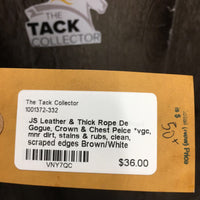 THE
TACK
COLLECTOR
The Tack Collector
1001372-332
JS Leather & Thick Rope De
Gogue, Crown & Chest Peice *vgc,
mnr dirt, stains & rubs, clean,
scraped edges Brown/White
VNY7QC
$36.00